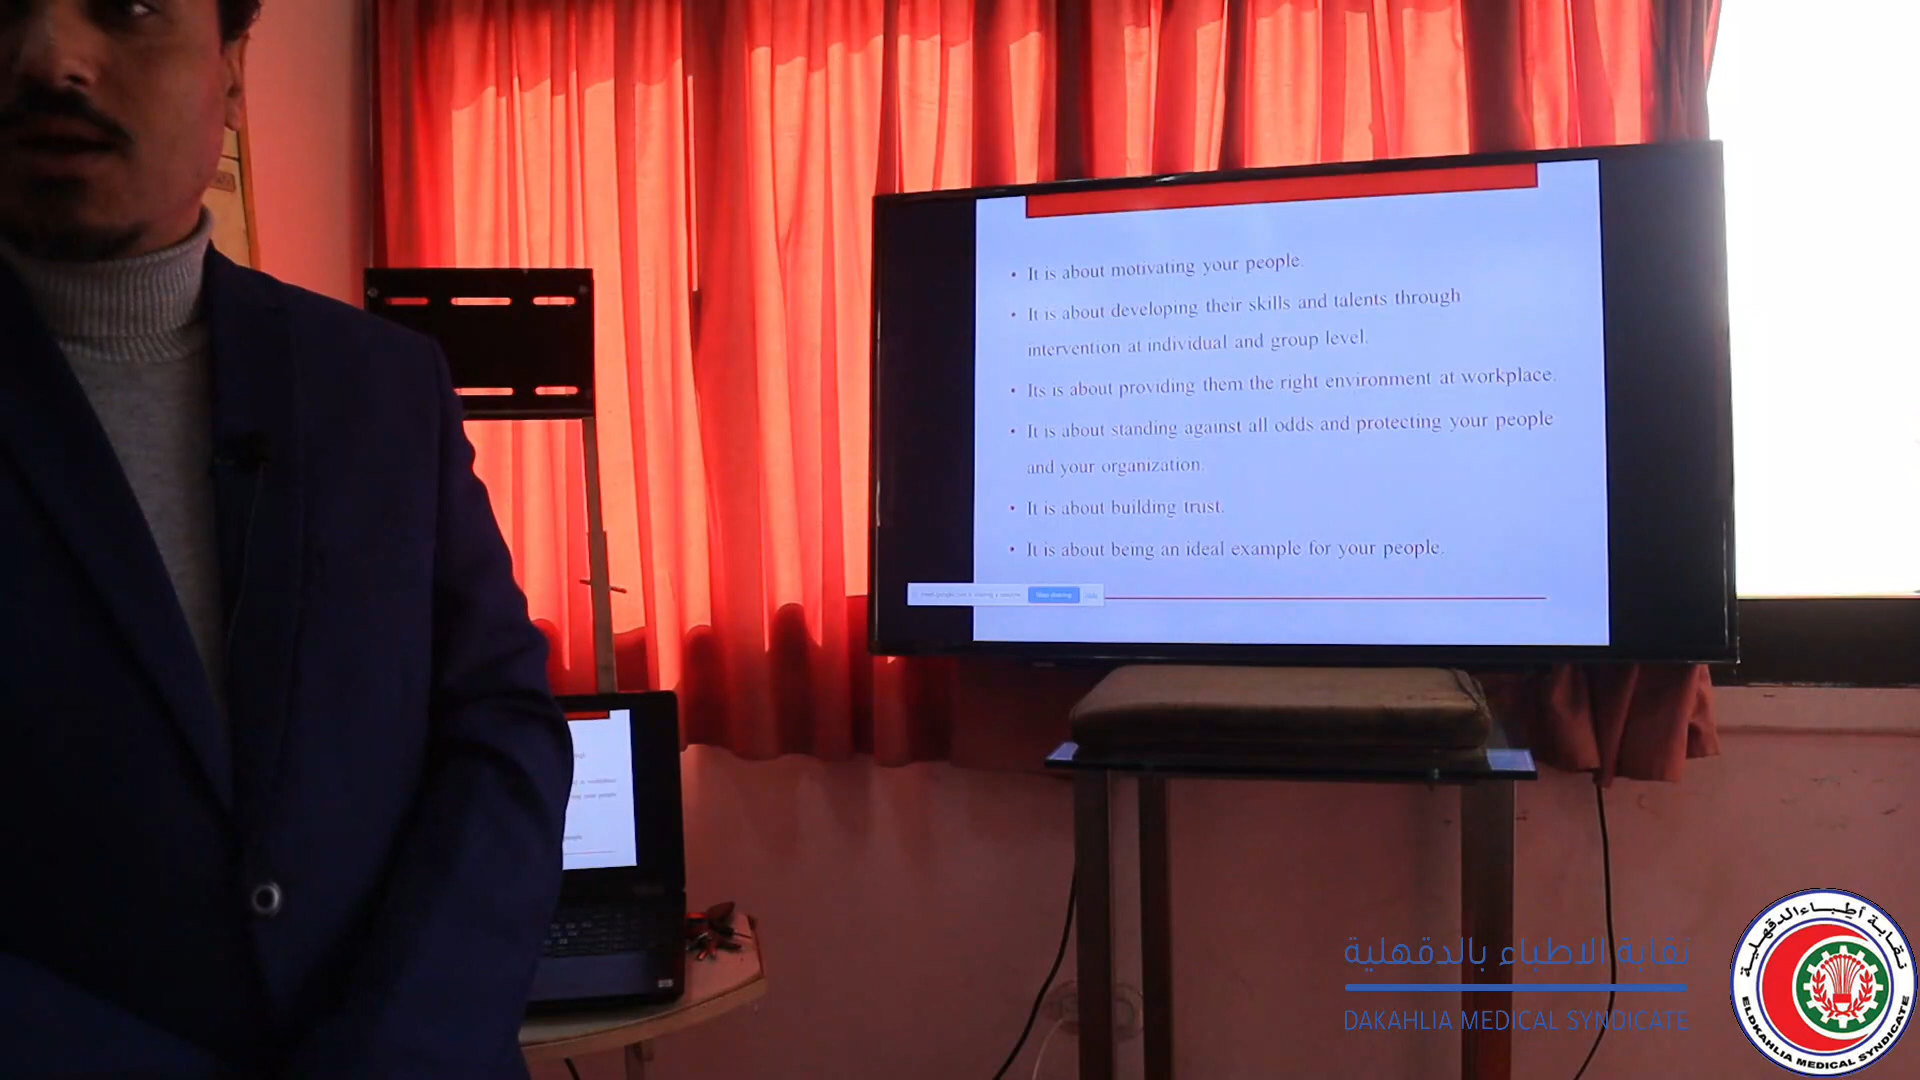 • It is about motivating your people.
• It is about developing their skills and talents through
intervention at individual and group level.
• Its is about providing them the right environment at workplace.
• It is about standing against all odds and protecting your people
and your organization.
• It is about building trust.
• It is about being an ideal example for your people.
Stop sharing
Hide
نقابة الاطباء بالدقهلية
DAKAHLIA MEDICAL SYNDICATE
نقابة أطباء الدقهلية
ELDKAHLIA MEDICAL SYNDICATE